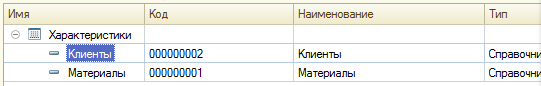 Имя Код Наименование Тип
Характеристики
Клиенты 000000002 Клиенты Справочни
Материалы 000000001 Материалы Справочни